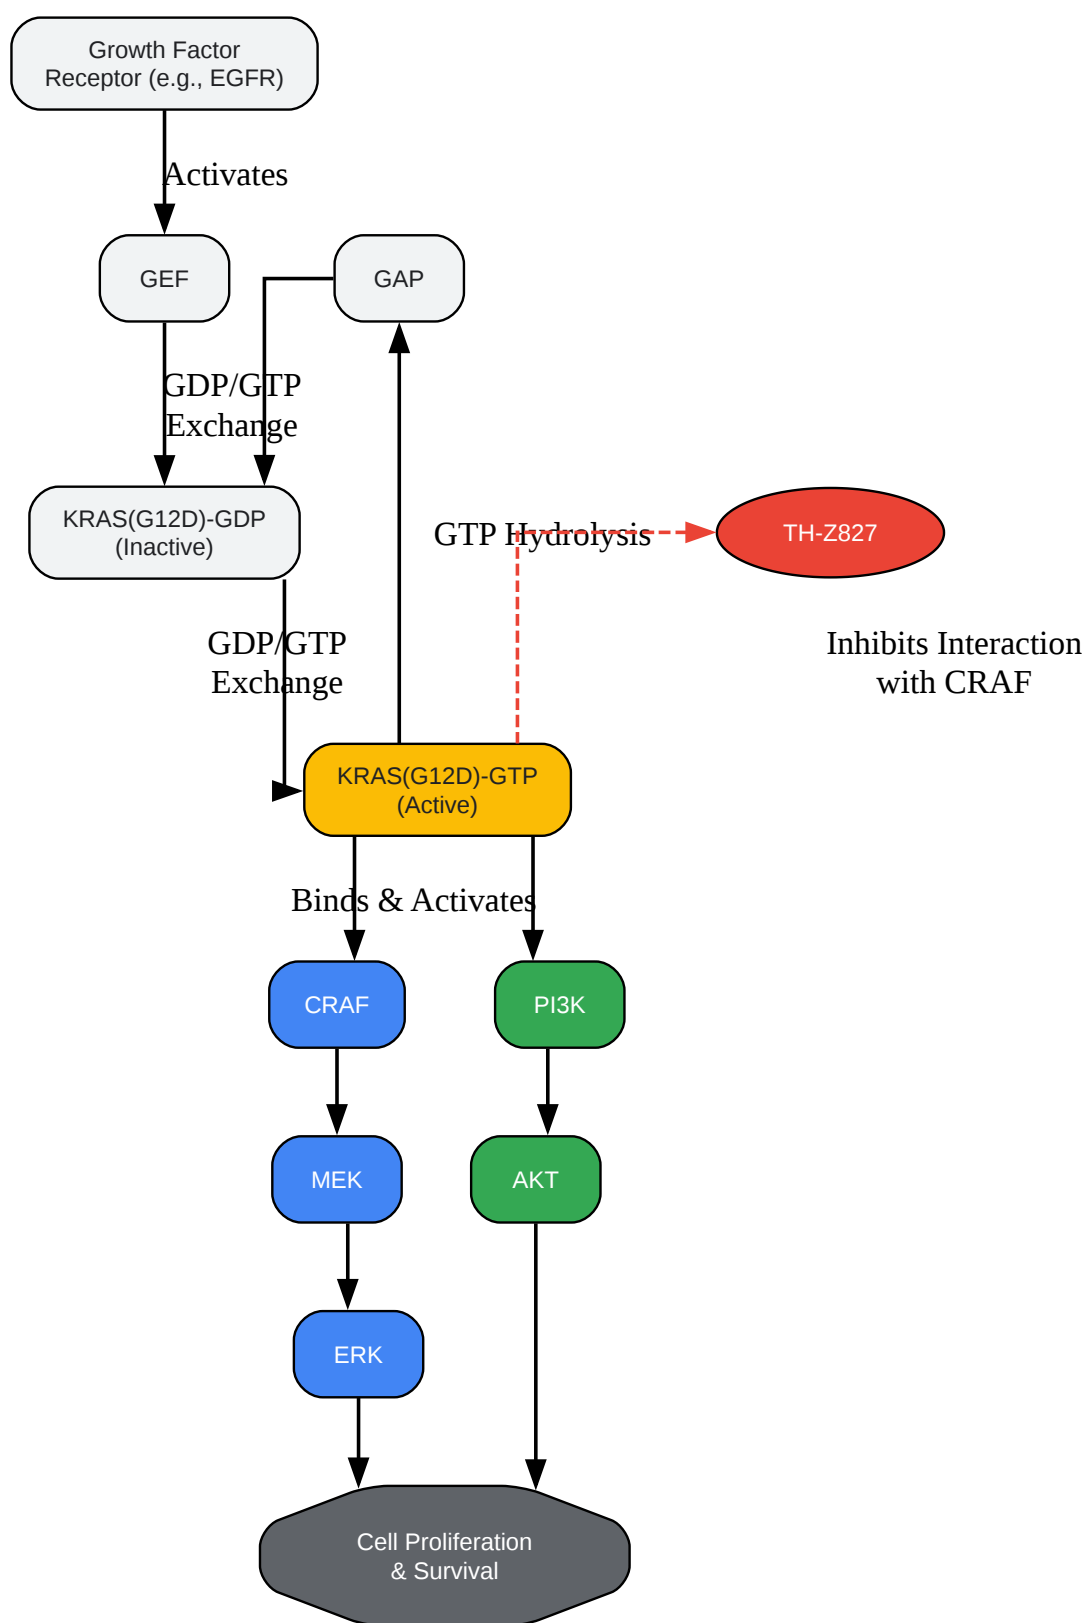 Growth Factor
Receptor (e.g., EGFR)
Activates
GEF
GAP
GDP/GTP
Exchange
KRAS(G12D)-GDP
(Inactive)
GTP Hydrolysis
TH-Z827
GDP/GTP
Exchange
Inhibits Interaction
with CRAF
KRAS(G12D)-GTP
(Active)
Binds & Activates
CRAF
PI3K
MEK
AKT
ERK
Cell Proliferation
& Survival